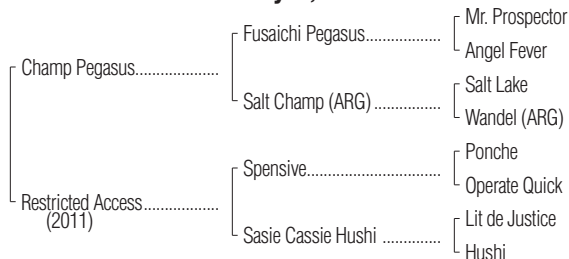 Mr. Prospector
Fusaichi Pegasus.................
Angel Fever
Champ Pegasus...................
Salt Lake
Salt Champ (ARG) ...............
Wandel (ARG)
Ponche
Spensive..............................
Operate Quick
Restricted Access.................
(2011)
Lit de Justice
Sasie Cassie Hushi .............
Hushi